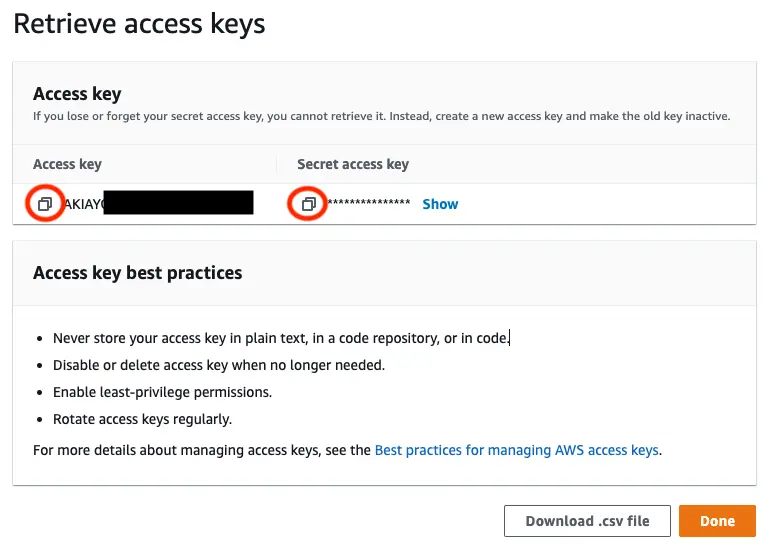 Retrieve access keys
Access key
If you lose or forget your secret access key, you cannot retrieve it. Instead, create a new access key and make the old key inactive.
Access key Secret access key
AKIAY *************** Show
Access key best practices
• Never store your access key in plain text, in a code repository, or in code.
• Disable or delete access key when no longer needed.
• Enable least-privilege permissions.
• Rotate access keys regularly.
For more details about managing access keys, see the Best practices for managing AWS access keys.
Download .csv file Done